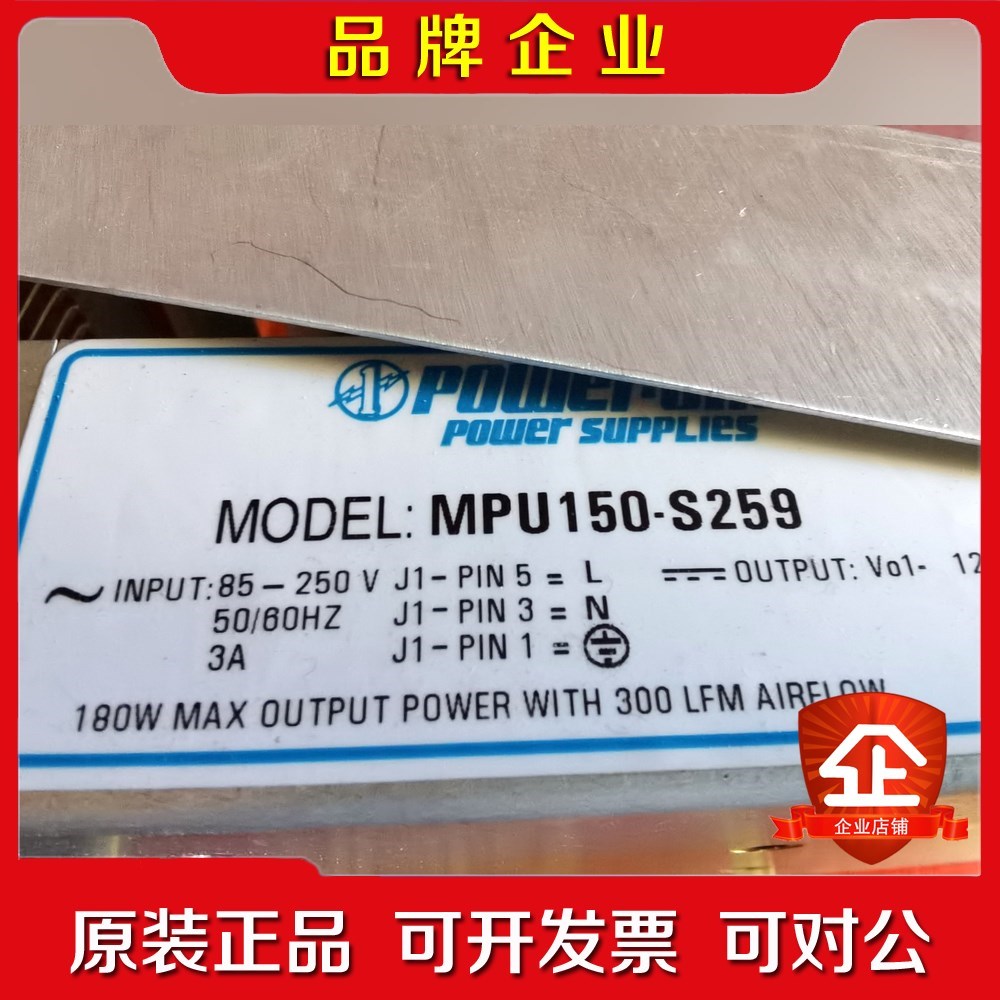 品牌企业
POWER SUPPLIES
MODEL: MPU150-S259
INPUT: 85 – 250 V J1 – PIN 5 = L OUTPUT: Vo1- 12
50/60HZ J1 – PIN 3 = N
3A J1 – PIN 1 =
180W MAX OUTPUT POWER WITH 300 LFM AIRFLOW
企
企业店铺
原装正品 可开发票 可对公